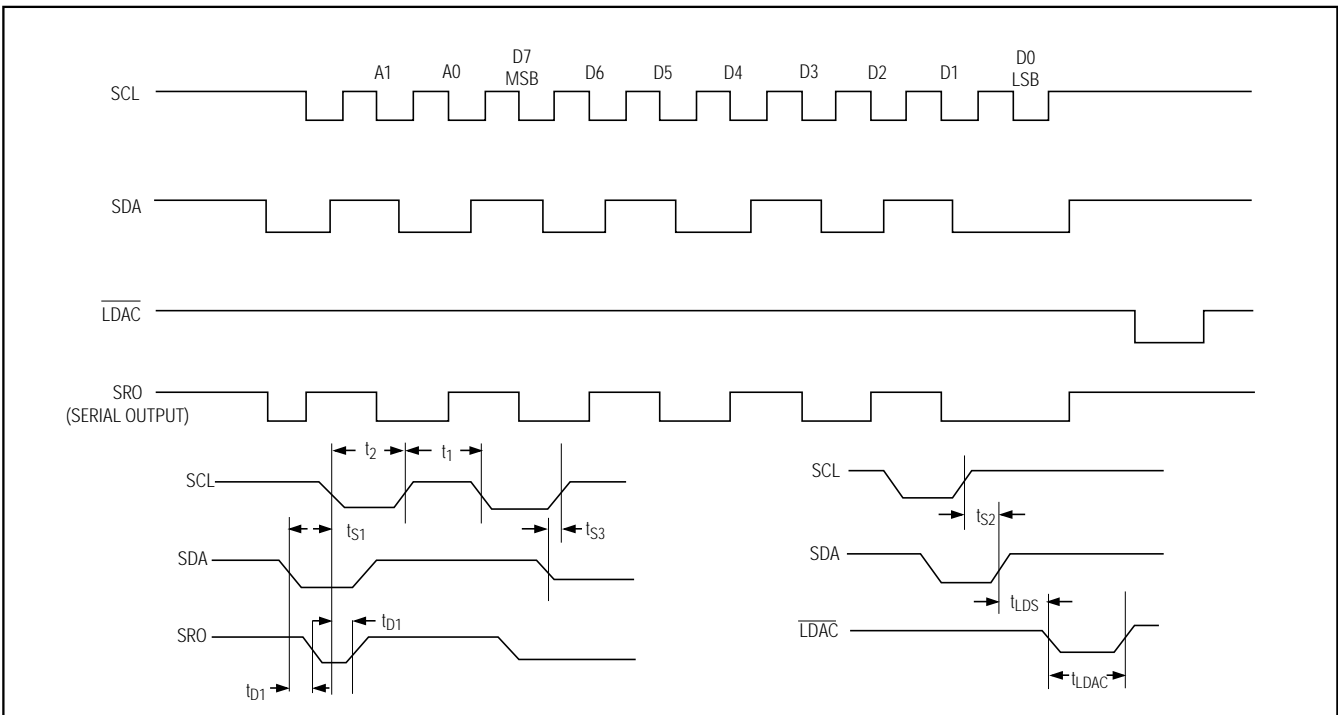 A1 A0 D7 MSB D6 D5 D4 D3 D2 D1 D0 LSB
SCL
SDA
LDAC
SRO
(SERIAL OUTPUT)
t2 t1
SCL
tS1 tS3
SDA
tD1
SRO
tD1
SCL
tS2
SDA
tLDS
LDAC
tLDAC